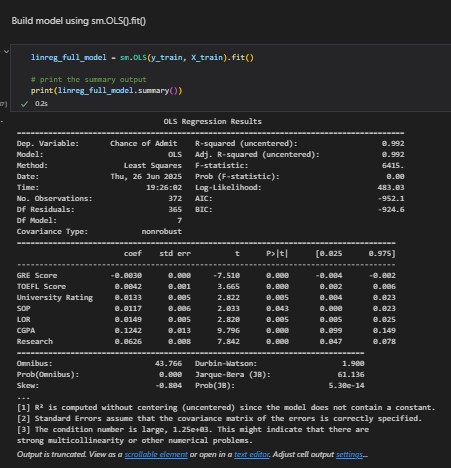 Build model using sm.OLS().fit()
linreg_full_model = sm.OLS(y_train, X_train).fit()
# print the summary output
print(linreg_full_model.summary())
0.2s
OLS Regression Results
==============================================================================
Dep. Variable: Chance of Admit R-squared (uncentered): 0.992
Model: OLS Adj. R-squared (uncentered): 0.992
Method: Least Squares F-statistic: 6415.
Date: Thu, 26 Jun 2025 Prob (F-statistic): 0.00
Time: 19:26:02 Log-Likelihood: 483.03
No. Observations: 372 AIC: -952.1
Df Residuals: 365 BIC: -924.6
Df Model: 7
Covariance Type: nonrobust
==============================================================================
coef std err t P>|t| [0.025 0.975]
------------------------------------------------------------------------------
GRE Score -0.0030 0.000 -7.510 0.000 -0.004 -0.002
TOEFL Score 0.0042 0.001 3.665 0.000 0.002 0.006
University Rating 0.0133 0.005 2.822 0.005 0.004 0.023
SOP 0.0117 0.006 2.033 0.043 0.000 0.023
LOR 0.0149 0.005 2.820 0.005 0.005 0.025
CGPA 0.1242 0.013 9.796 0.000 0.099 0.149
Research 0.0626 0.008 7.842 0.000 0.047 0.078
==============================================================================
Omnibus: 43.766 Durbin-Watson: 1.900
Prob(Omnibus): 0.000 Jarque-Bera (JB): 61.136
Skew: -0.804 Prob(JB): 5.30e-14
...
[1] R² is computed without centering (uncentered) since the model does not contain a constant.
[2] Standard Errors assume that the covariance matrix of the errors is correctly specified.
[3] The condition number is large, 1.25e+03. This might indicate that there are
strong multicollinearity or other numerical problems.
Output is truncated. View as a scrollable element or open in a text editor. Adjust cell output settings...